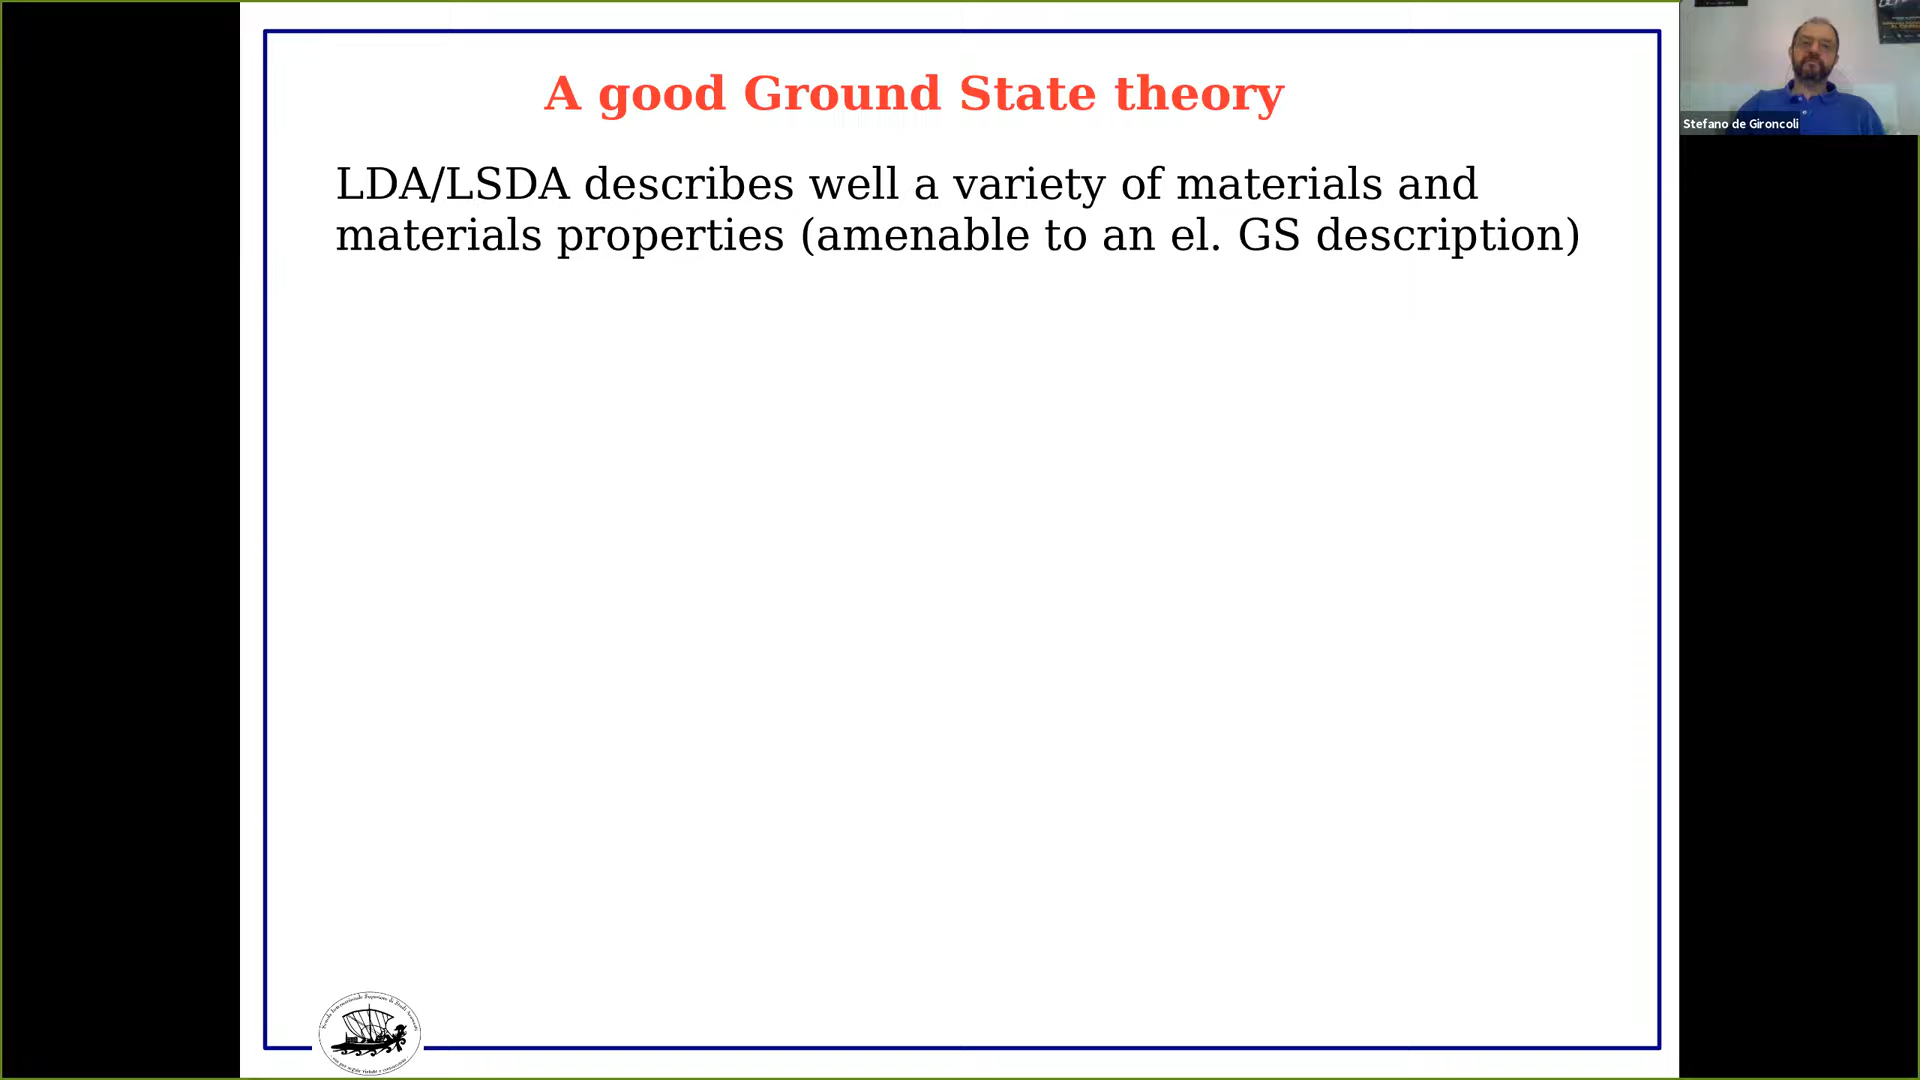 A good Ground State theory
LDA/LSDA describes well a variety of materials and
materials properties (amenable to an el. GS description)
Stefano de Gironcoli